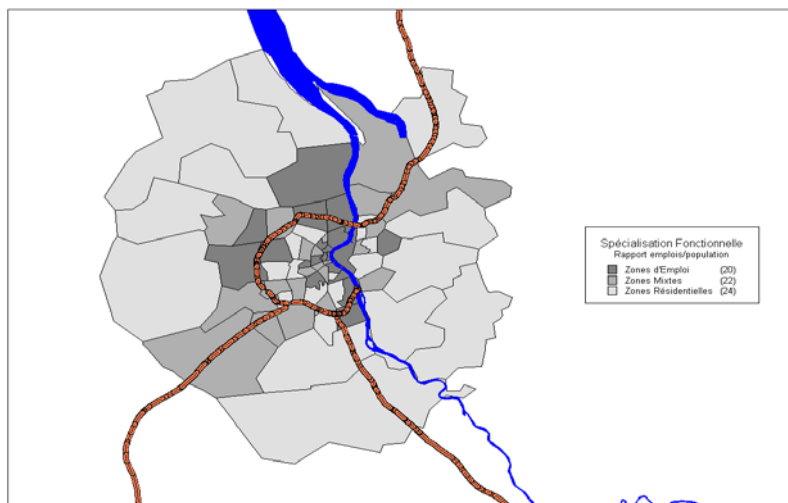 Spécialisation Fonctionnelle
Rapport emplois/population
Zones d'Emploi (20)
Zones Mixtes (22)
Zones Résidentielles (24)